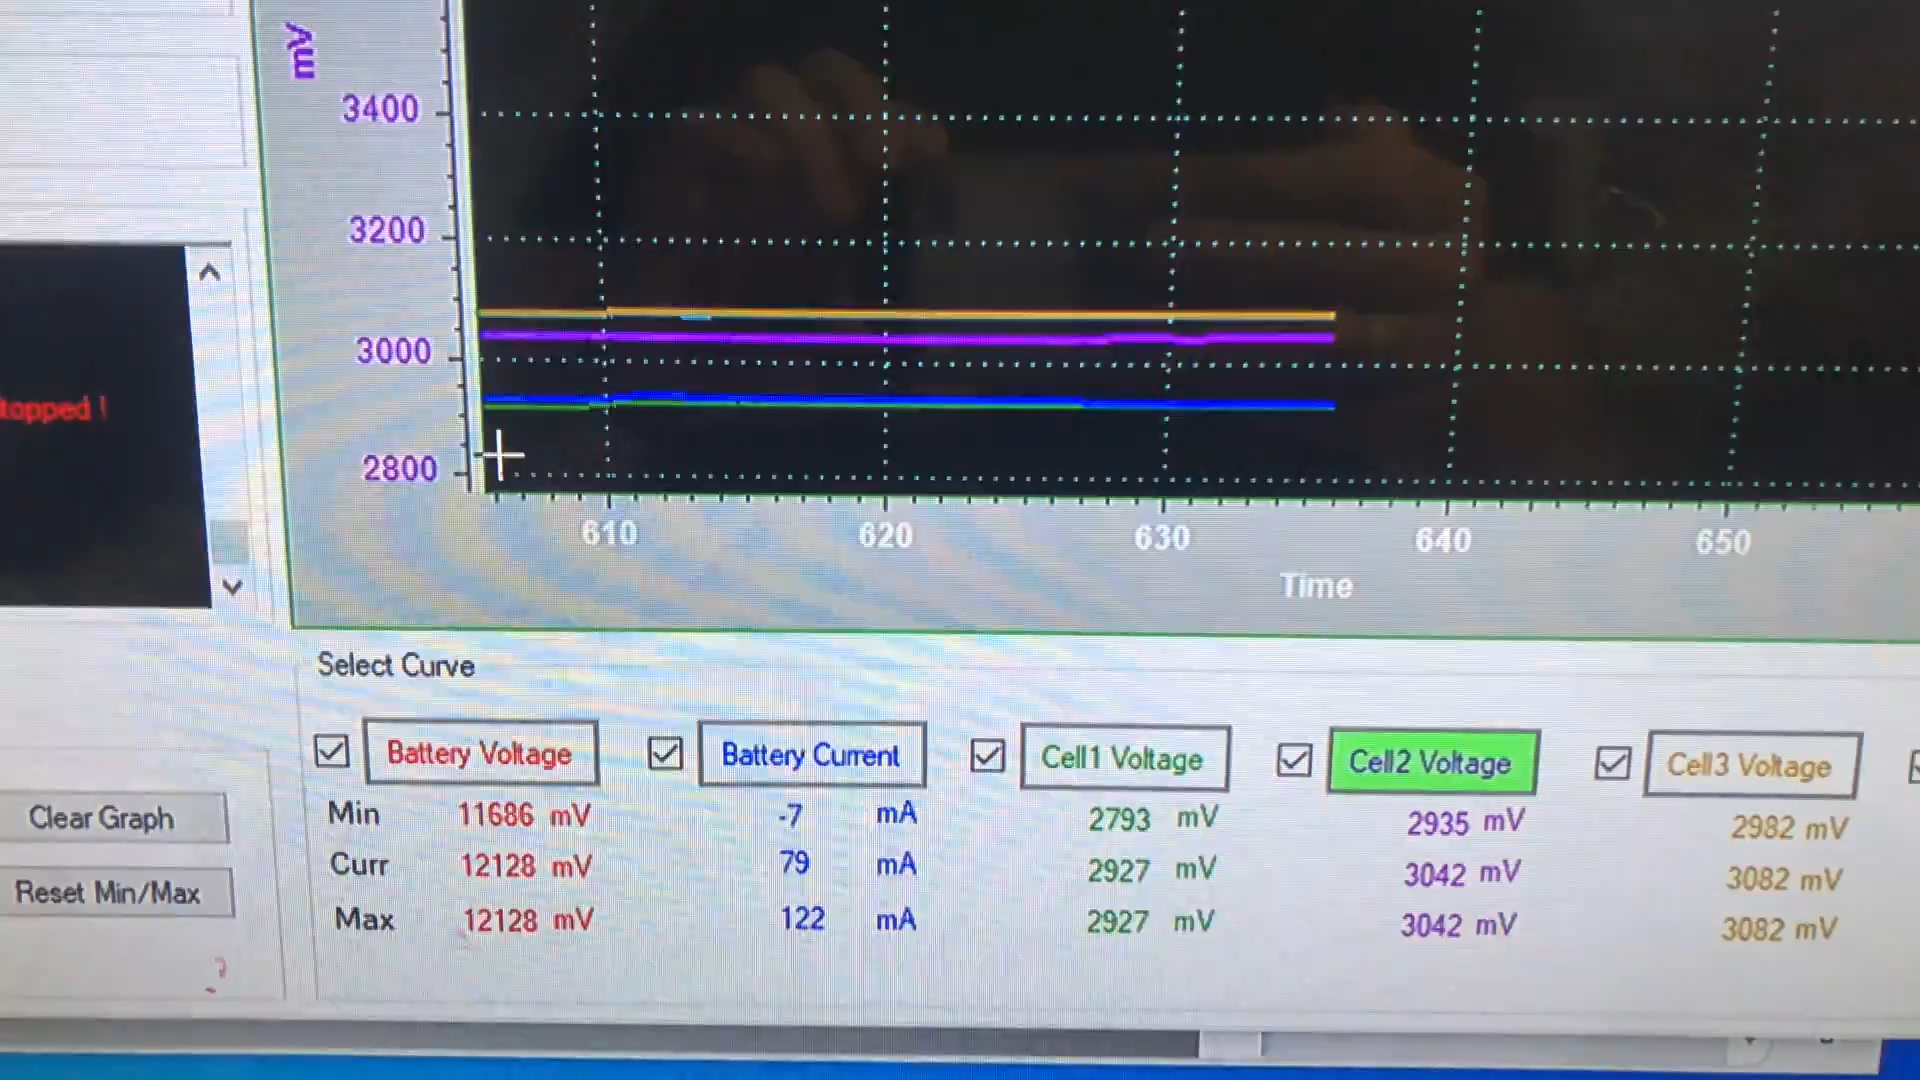 mV
3400
3200
3000
2800
topped !
610 620 630 640 650
Time
Select Curve
Battery Voltage Battery Current Cell1 Voltage Cell2 Voltage Cell3 Voltage
Min 11686 mV -7 mA 2793 mV 2935 mV 2982 mV
Curr 12128 mV 79 mA 2927 mV 3042 mV 3082 mV
Max 12128 mV 122 mA 2927 mV 3042 mV 3082 mV
Clear Graph
Reset Min/Max